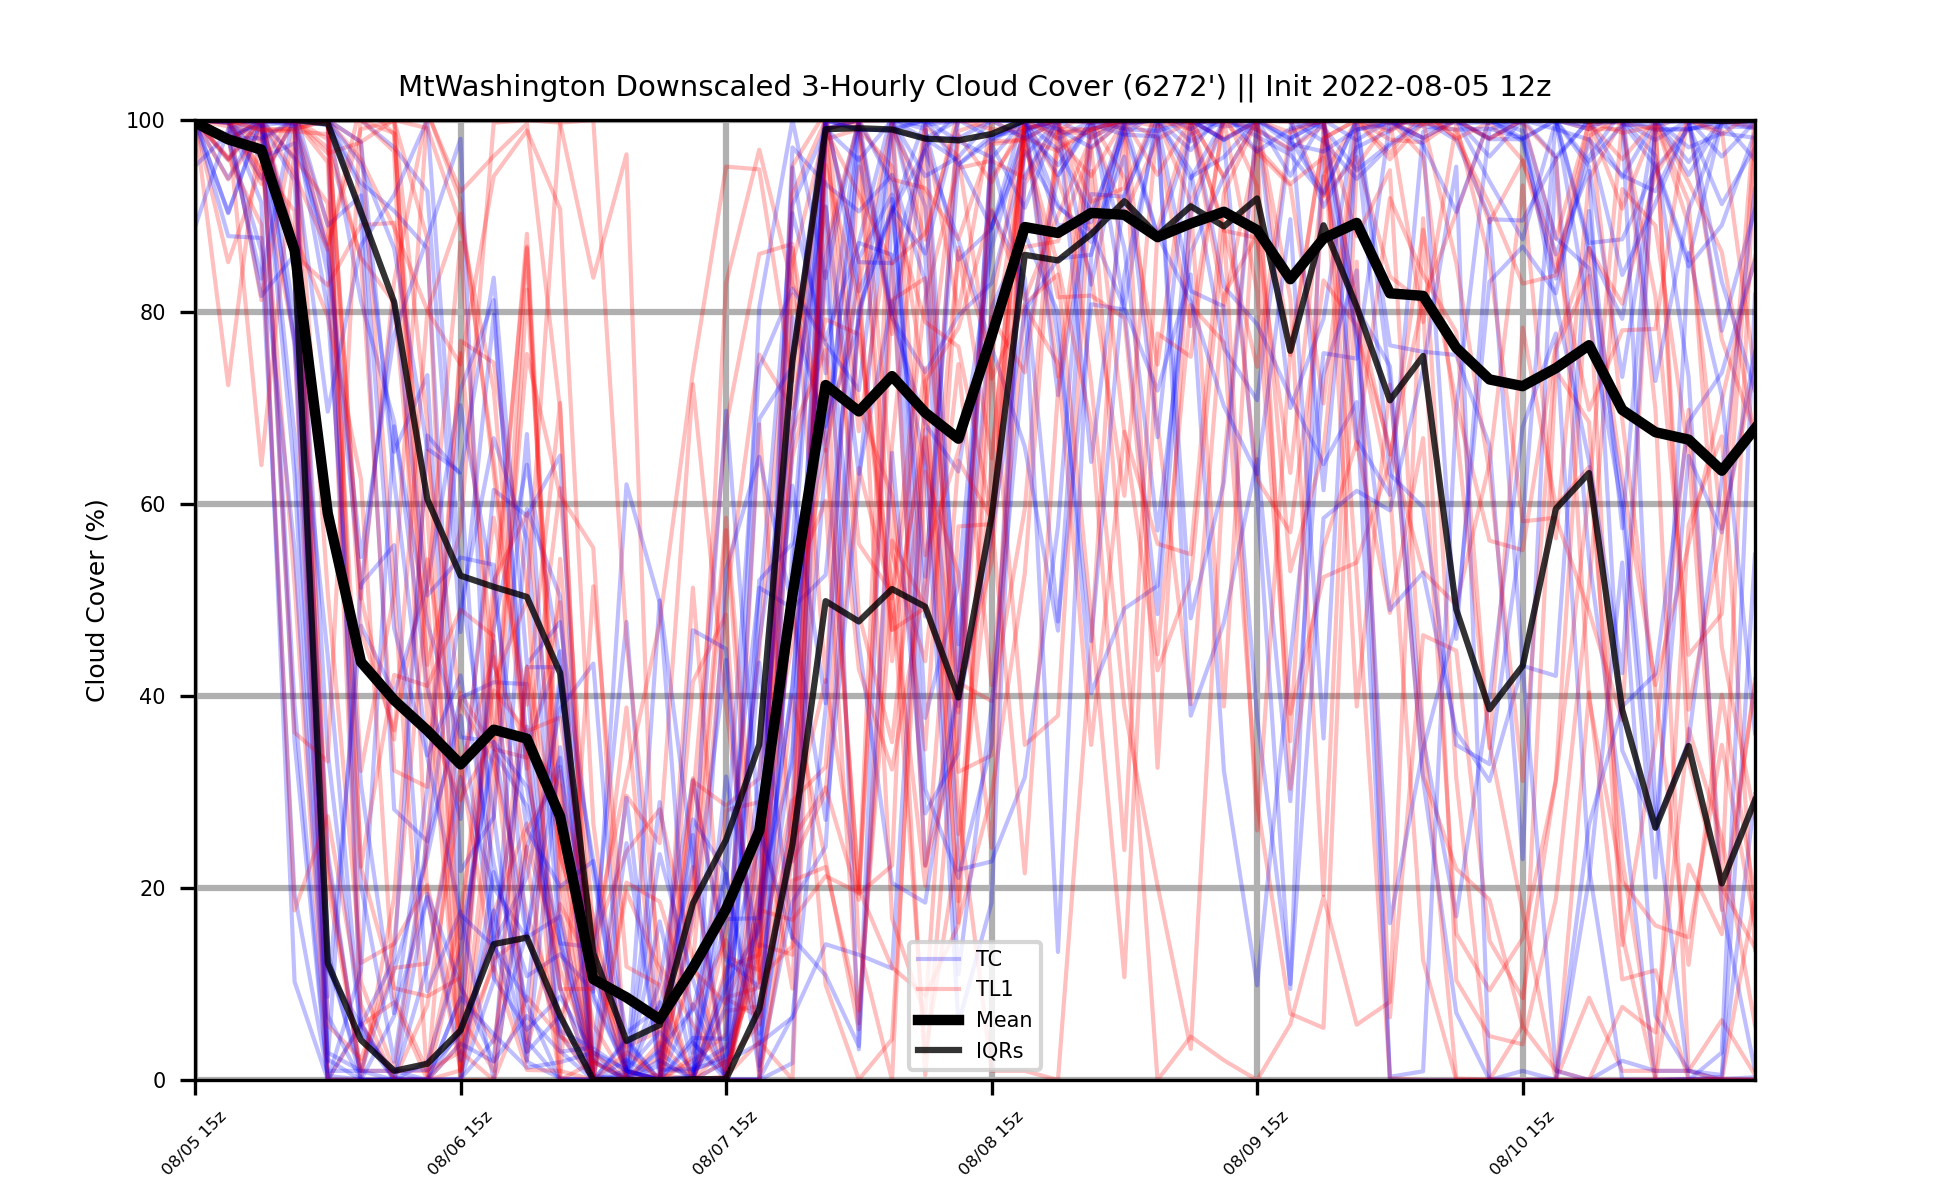 MtWashington Downscaled 3-Hourly Cloud Cover (6272') || Init 2022-08-05 12z
Cloud Cover (%)
100
80
60
40
20
0
TC
TL1
Mean
IQRs
08/05 15z
08/06 15z
08/07 15z
08/08 15z
08/09 15z
08/10 15z